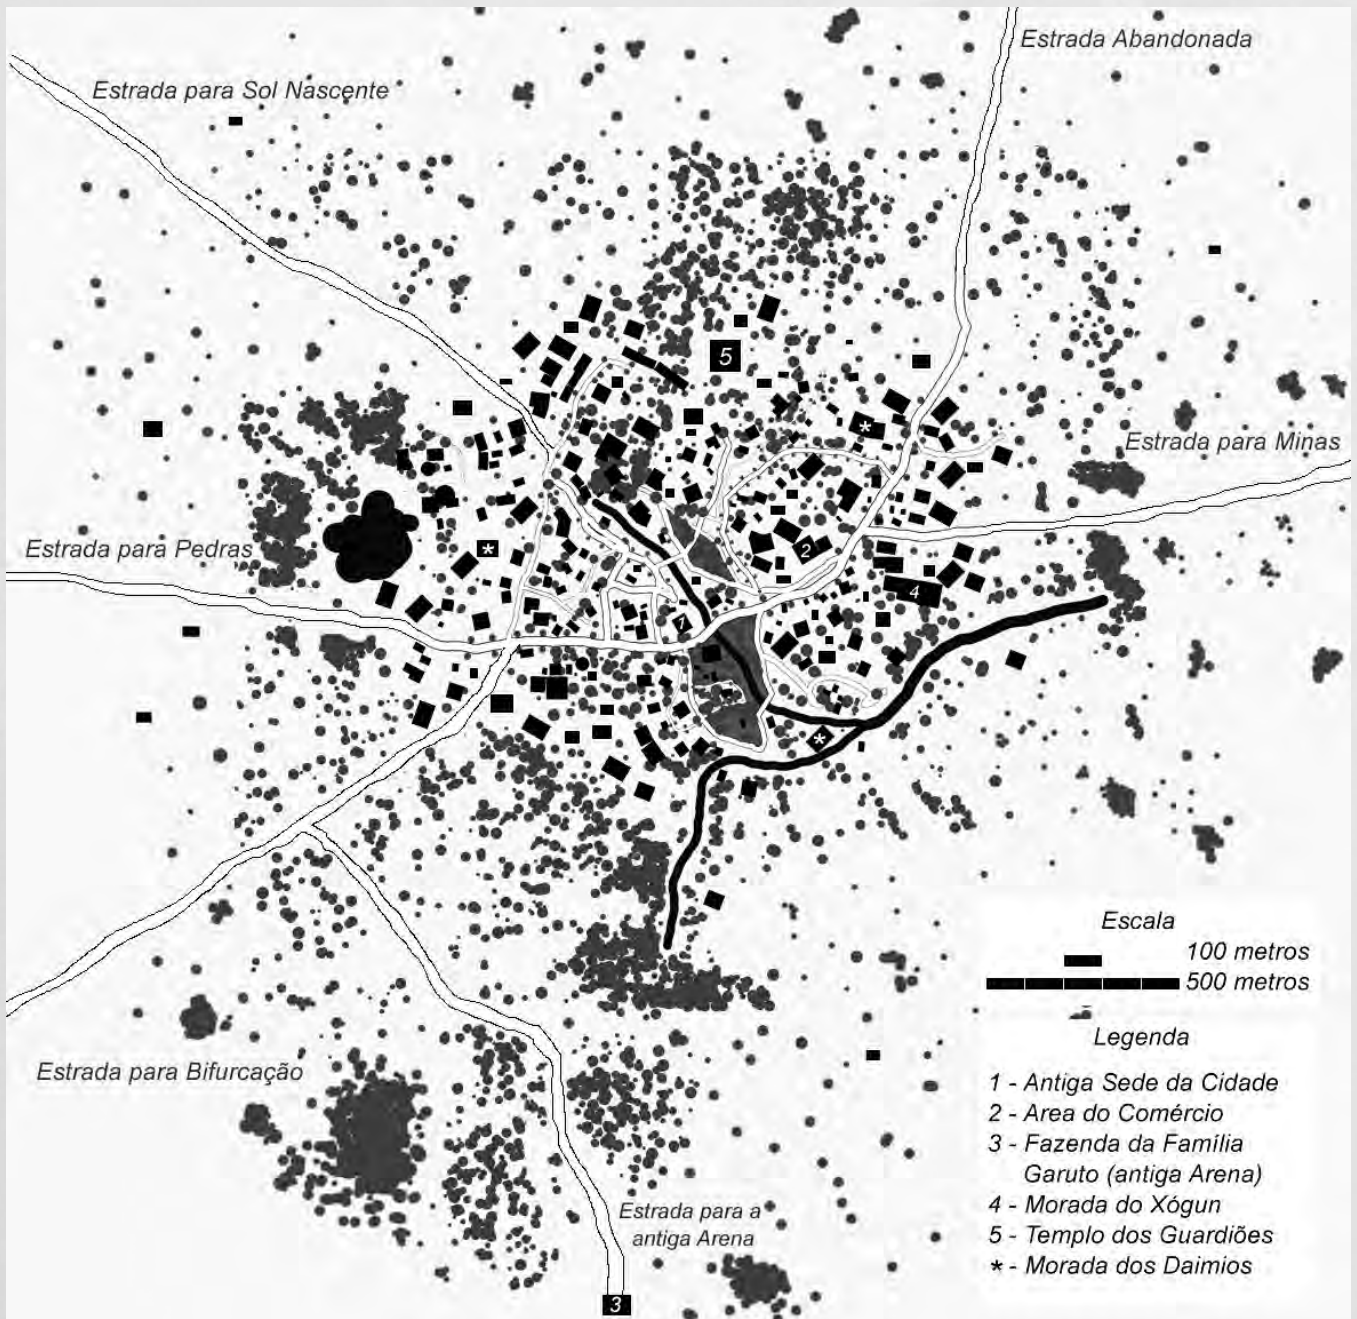 Estrada Abandonada
Estrada para Sol Nascente
Estrada para Minas
Estrada para Pedras
5
*
*
2
4
1
*
Escala
100 metros
500 metros
Legenda
1 - Antiga Sede da Cidade
2 - Area do Comércio
3 - Fazenda da Família
Garuto (antiga Arena)
4 - Morada do Xógun
5 - Templo dos Guardiões
* - Morada dos Daimios
Estrada para Bifurcação
Estrada para a
antiga Arena
3